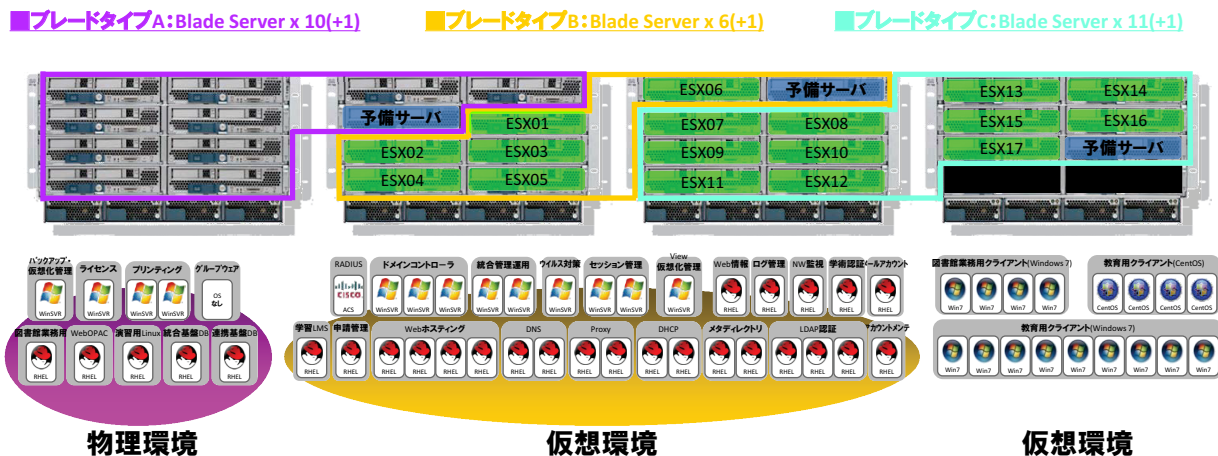 ■ブレードタイプA:Blade Server x 10(+1)
■ブレードタイプB:Blade Server x 6(+1)
■ブレードタイプC:Blade Server x 11(+1)
ESX06 予備サーバ
ESX13 ESX14
予備サーバ ESX01
ESX07 ESX08
ESX15 ESX16
ESX02 ESX03
ESX09 ESX10
ESX17 予備サーバ
ESX04 ESX05
ESX11 ESX12
バックアップ・仮想化管理
WinSVR
ライセンス
WinSVR
プリンティング
WinSVR WinSVR
グループウェア
OS
なし
図書館業務用
RHEL
WebOPAC
RHEL
演習用Linux
RHEL
統合基盤DB
RHEL
連携基盤DB
RHEL
物理環境
RADIUS
CISCO
ACS
ドメインコントローラ
WinSVR WinSVR WinSVR
統合管理運用
WinSVR WinSVR
ウイルス対策
WinSVR
セッション管理
WinSVR WinSVR
View
仮想化管理
WinSVR
Web情報
RHEL
ログ管理
RHEL
NW監視
RHEL
学術認証
RHEL
メールアカウント
RHEL
学習LMS
RHEL
申請管理
RHEL
Webホスティング
RHEL RHEL RHEL RHEL
DNS
RHEL RHEL
Proxy
RHEL RHEL
DHCP
RHEL RHEL
メタディレクトリ
RHEL RHEL
LDAP認証
RHEL RHEL RHEL
アカウントメンテ
RHEL
仮想環境
図書館業務用クライアント(Windows 7)
Win7 Win7 Win7 Win7
教育用クライアント(CentOS)
CentOS CentOS CentOS CentOS
教育用クライアント(Windows 7)
Win7 Win7 Win7 Win7 Win7 Win7 Win7 Win7 Win7
仮想環境